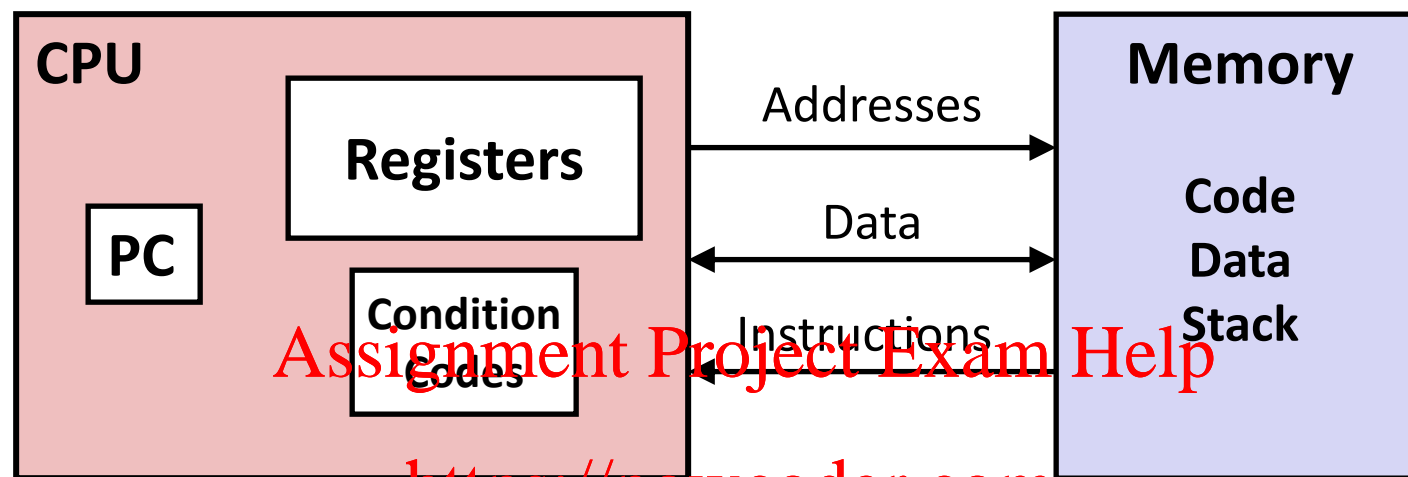 CPU
Registers
PC
Condition
Codes
Addresses
Data
Instructions
Memory
Code
Data
Stack
Assignment Project Exam Help